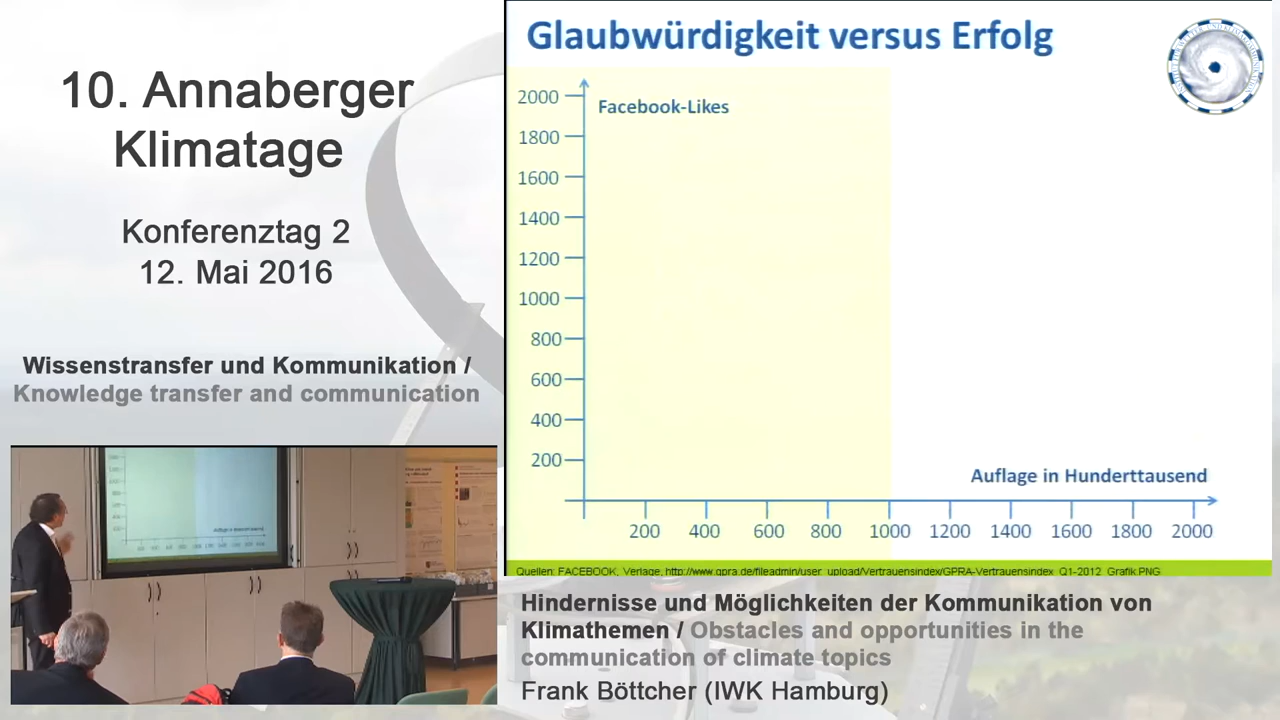 10. Annaberger
Klimatage
Konferenztag 2
12. Mai 2016
Wissenstransfer und Kommunikation /
Knowledge transfer and communication
Glaubwürdigkeit versus Erfolg
Facebook-Likes
2000
1800
1600
1400
1200
1000
800
600
400
200
Auflage in Hunderttausend
200 400 600 800 1000 1200 1400 1600 1800 2000
Quellen: FACEBOOK, Verlage, http://www.gpra.de/fileadmin/user_upload/Vertrauensindex/GPRA-Vertrauensindex_Q1-2012_Grafik.PNG
Hindernisse und Möglichkeiten der Kommunikation von
Klimathemen / Obstacles and opportunities in the
communication of climate topics
Frank Böttcher (IWK Hamburg)